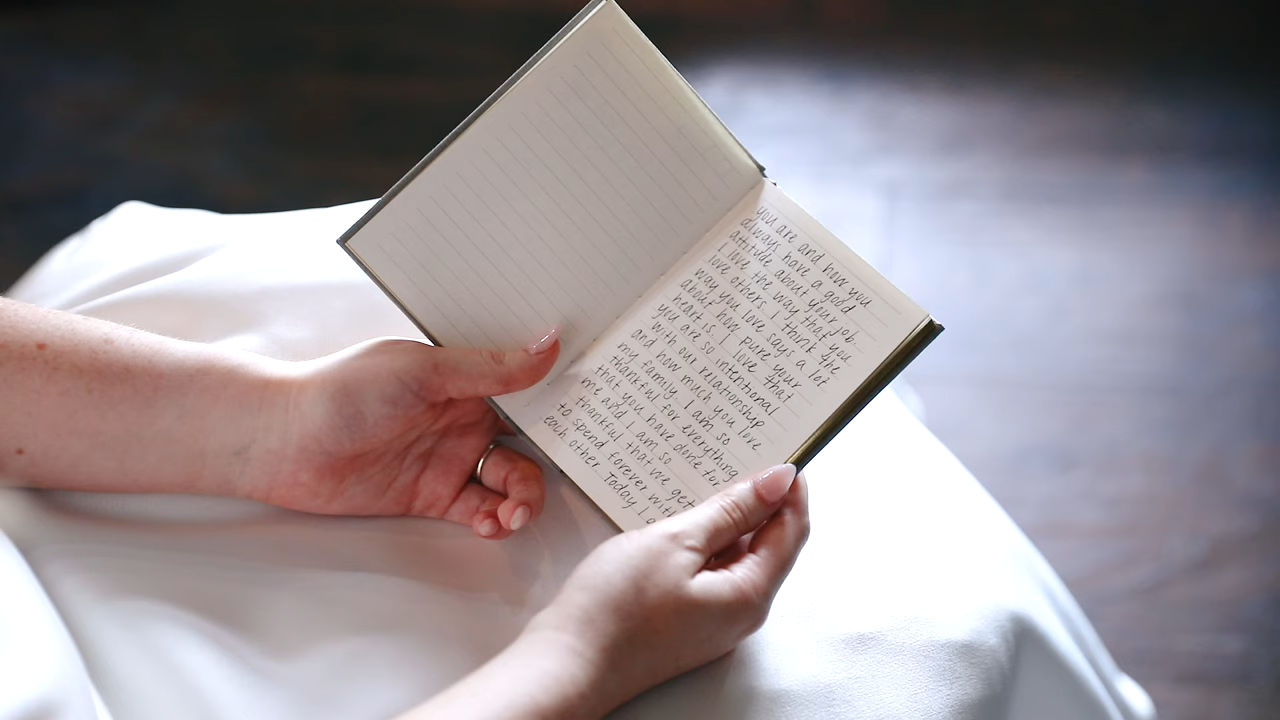 you are and how you
always have a good
attitude about your job.
I love the way that you
love others. I think the
way you love says a lot
about how pure your
heart is. I love that
you are so intentional
with our relationship
and how much you love
my family. I am so
thankful for everything
that you have done for
me and I am so
thankful that we get
to spend forever with
each other. Today I